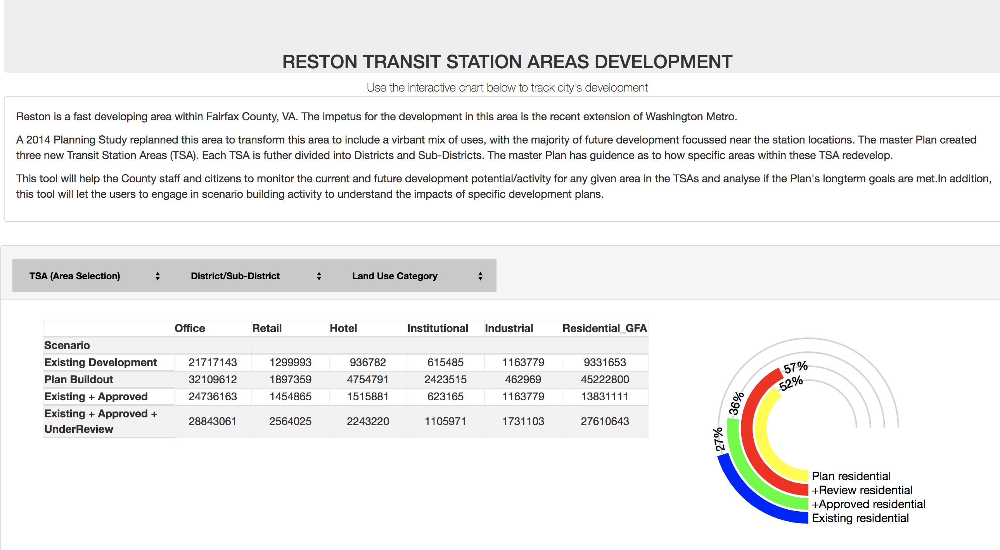 RESTON TRANSIT STATION AREAS DEVELOPMENT
Use the interactive chart below to track city's development
Reston is a fast developing area within Fairfax County, VA. The impetus for the development in this area is the recent extension of Washington Metro.
A 2014 Planning Study replanned this area to transform this area to include a virbant mix of uses, with the majority of future development focussed near the station locations. The master Plan created
three new Transit Station Areas (TSA). Each TSA is futher divided into Districts and Sub-Districts. The master Plan has guidence as to how specific areas within these TSA redevelop.
This tool will help the County staff and citizens to monitor the current and future development potential/activity for any given area in the TSAs and analyse if the Plan's longterm goals are met.In addition,
this tool will let the users to engage in scenario building activity to understand the impacts of specific development plans.
TSA (Area Selection) District/Sub-District Land Use Category
Office Retail Hotel Institutional Industrial Residential_GFA
Scenario
Existing Development 21717143 1299993 936782 615485 1163779 9331653
Plan Buildout 32109612 1897359 4754791 2423515 462969 45222800
Existing + Approved 24736163 1454865 1515881 623165 1163779 13831111
Existing + Approved +
UnderReview 28843061 2564025 2243220 1105971 1731103 27610643
57%
52%
36%
27%
Plan residential
+Review residential
+Approved residential
Existing residential